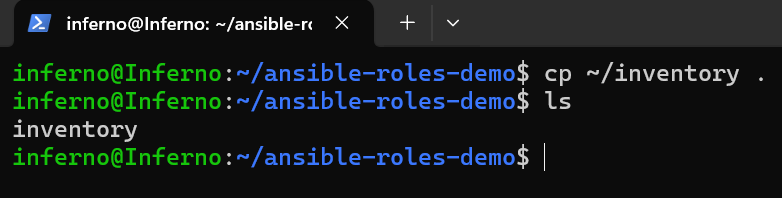 inferno@Inferno: ~/ansible-ro
inferno@Inferno:~/ansible-roles-demo$ cp ~/inventory .
inferno@Inferno:~/ansible-roles-demo$ ls
inventory
inferno@Inferno:~/ansible-roles-demo$